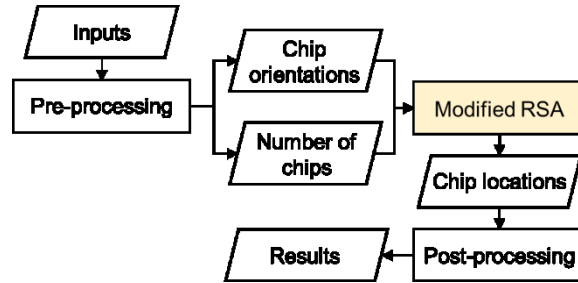 Inputs
Pre-processing
Chip
orientations
Number of
chips
Modified RSA
Chip locations
Post-processing
Results